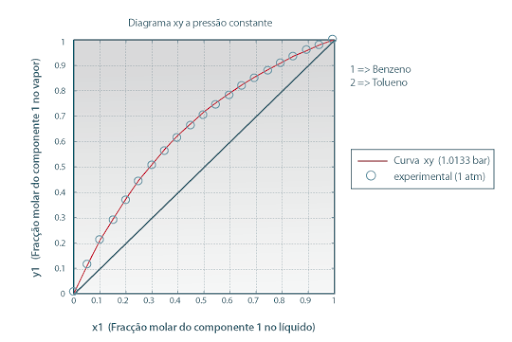 Diagrama xy a pressão constante
y1 (Fracção molar do componente 1 no vapor)
1
0.9
0.8
0.7
0.6
0.5
0.4
0.3
0.2
0.1
0
0 0.1 0.2 0.3 0.4 0.5 0.6 0.7 0.8 0.9 1
x1 (Fracção molar do componente 1 no líquido)
1 => Benzeno
2 => Tolueno
Curva xy (1.0133 bar)
experimental (1 atm)